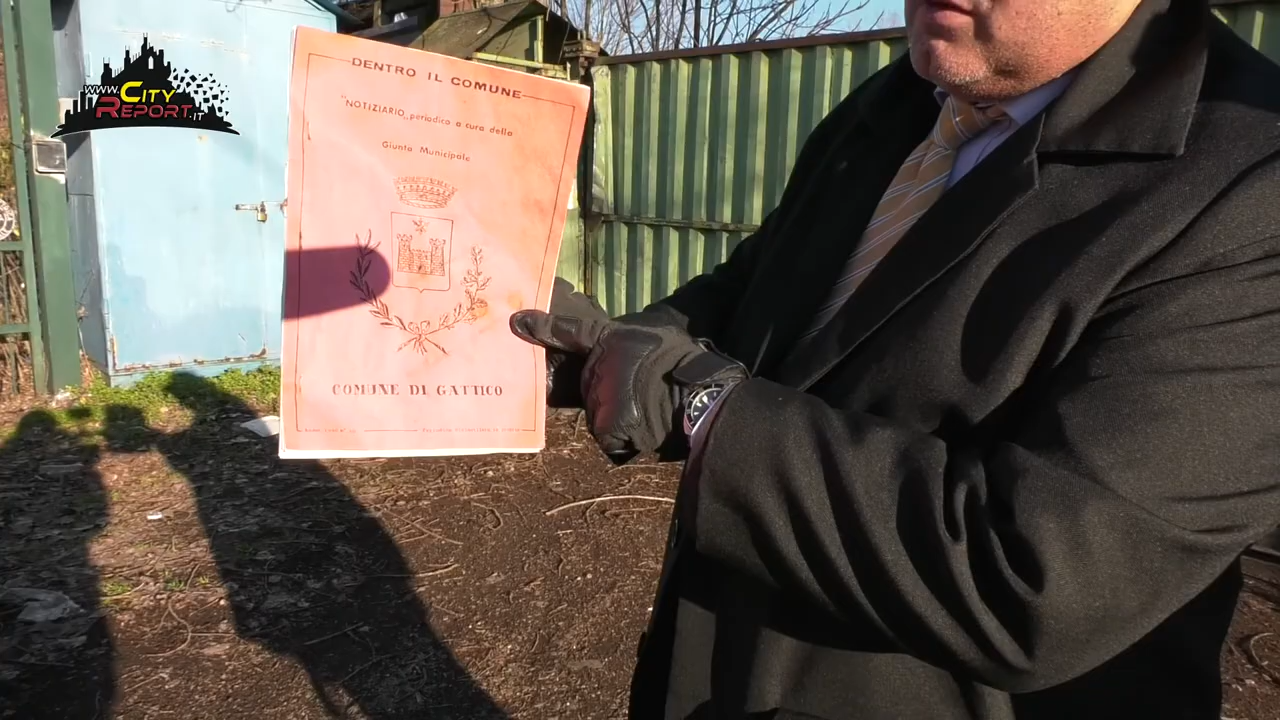 www.CITY
REPORT.IT
DENTRO IL COMUNE
"NOTIZIARIO,, periodico a cura della
Giunta Municipale
COMUNE DI GATTICO